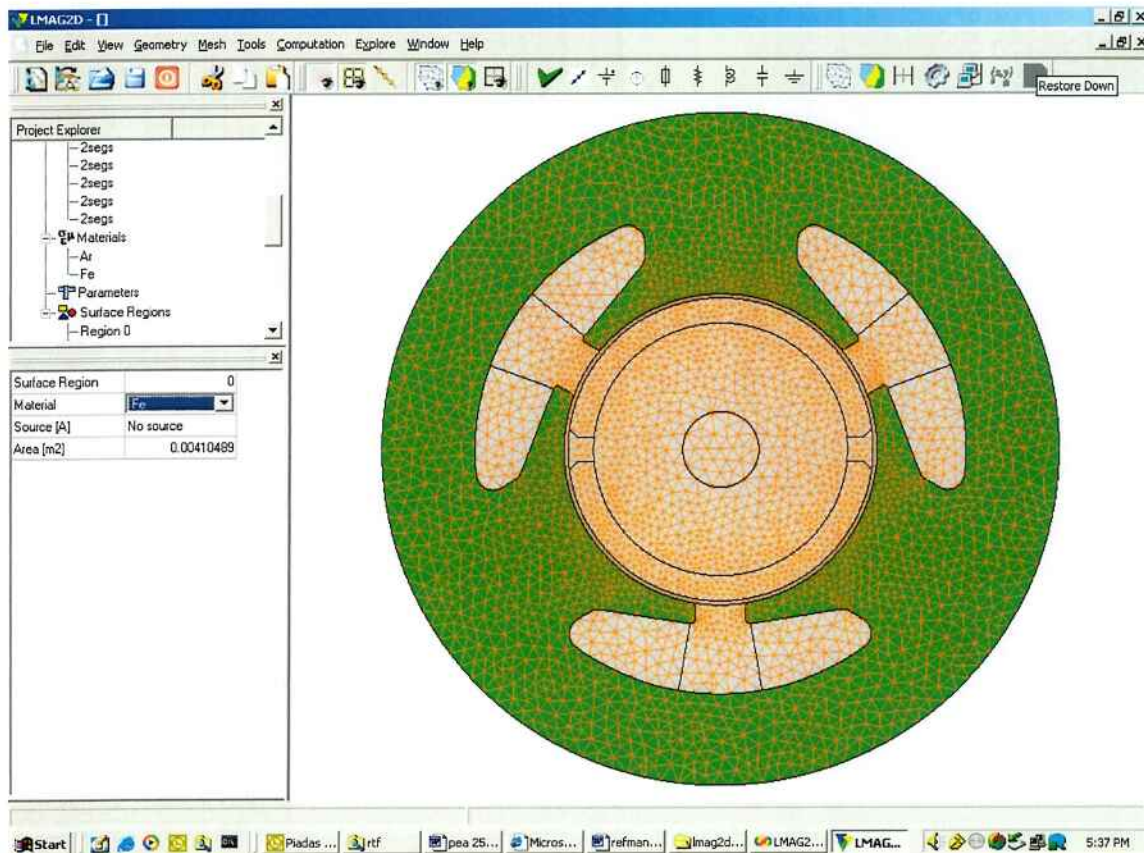 LMAG2D - []
File Edit View Geometry Mesh Tools Computation Explore Window Help
Restore Down
Project Explorer
2segs
2segs
2segs
2segs
2segs
Materials
Ar
Fe
Parameters
Surface Regions
Region 0
Surface Region 0
Material Fe
Source [A] No source
Area [m2] 0.00410489
Start Piadas ... rtf pea 25... Micros... refman... lmag2d... LMAG2... LMAG... 5:37 PM